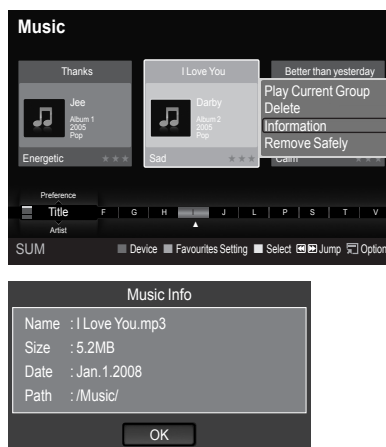 Music
Thanks
Jee
Album 1
2005
Pop
Energetic
I Love You
Darby
Album 2
2005
Pop
Sad
Better than yesterday
Calm
Play Current Group
Delete
Information
Remove Safely
Preference
Title F G H I J L P S T V
Artist
SUM Device Favourites Setting Select Jump Option
Music Info
Name : I Love You.mp3
Size : 5.2MB
Date : Jan.1.2008
Path : /Music/
OK